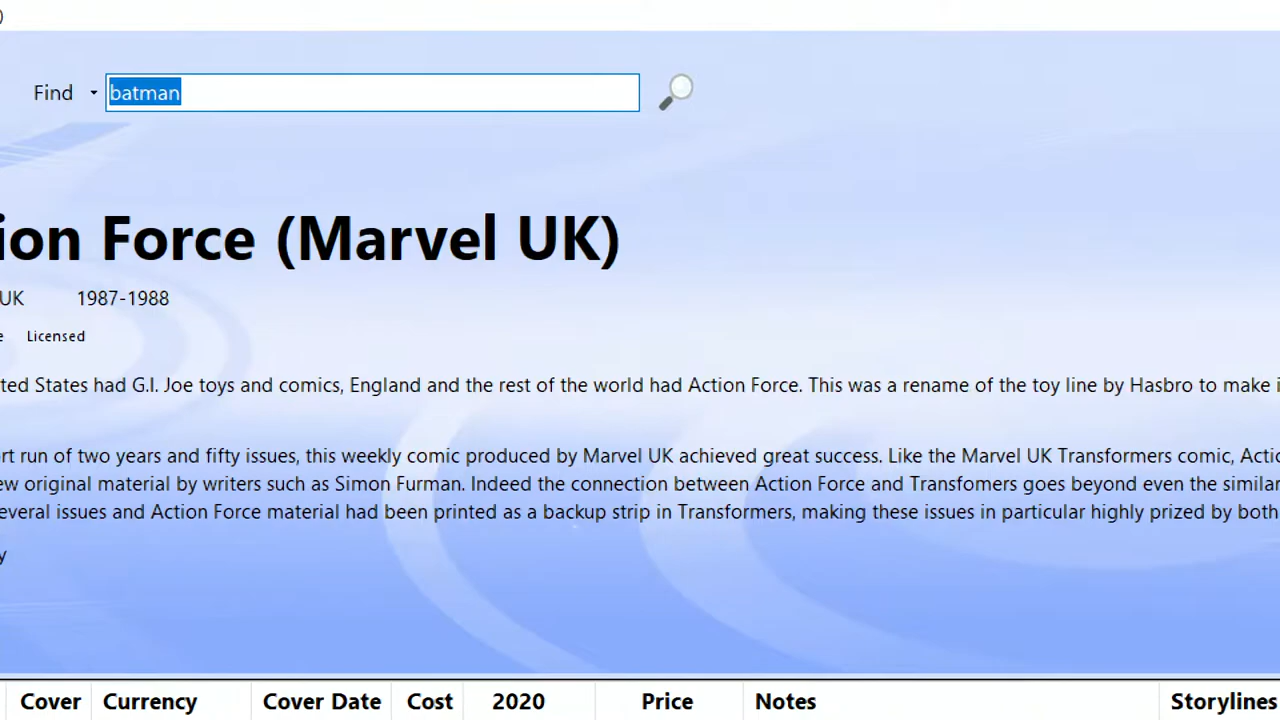 )
Find batman
ion Force (Marvel UK)
UK 1987-1988
e Licensed
ted States had G.I. Joe toys and comics, England and the rest of the world had Action Force. This was a rename of the toy line by Hasbro to make i
rt run of two years and fifty issues, this weekly comic produced by Marvel UK achieved great success. Like the Marvel UK Transformers comic, Actio
ew original material by writers such as Simon Furman. Indeed the connection between Action Force and Transfomers goes beyond even the similar
everal issues and Action Force material had been printed as a backup strip in Transformers, making these issues in particular highly prized by both
y
Cover Currency Cover Date Cost 2020 Price Notes Storylines